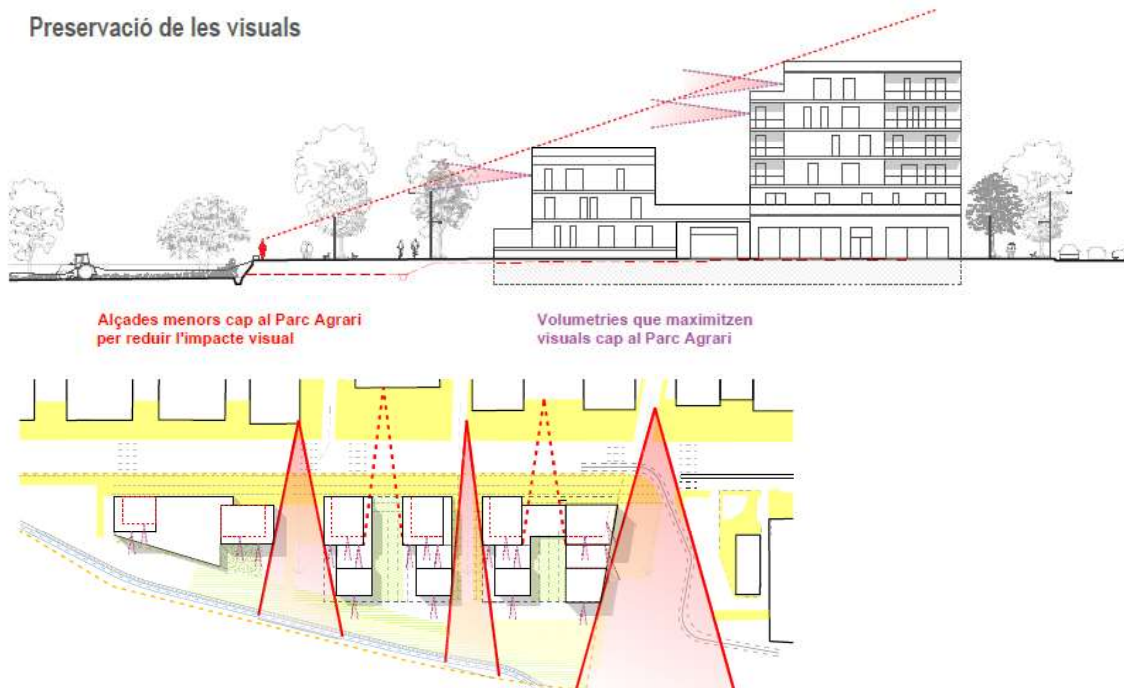 Preservació de les visuals
Alçades menors cap al Parc Agrari
per reduir l'impacte visual
Volumetries que maximitzen
visuals cap al Parc Agrari